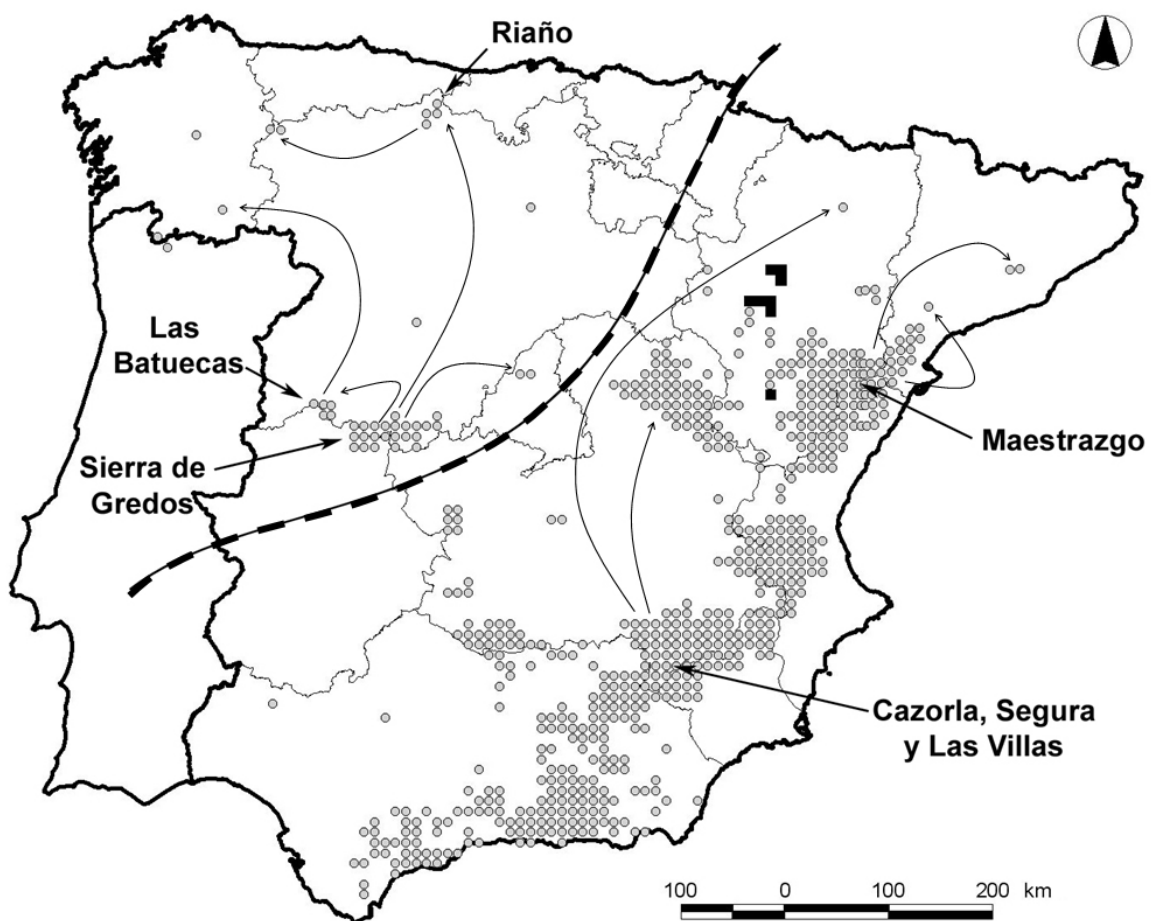 Riaño
Las
Batuecas
Sierra de
Gredos
Maestrazgo
Cazorla, Segura
y Las Villas
100 0 100 200 km